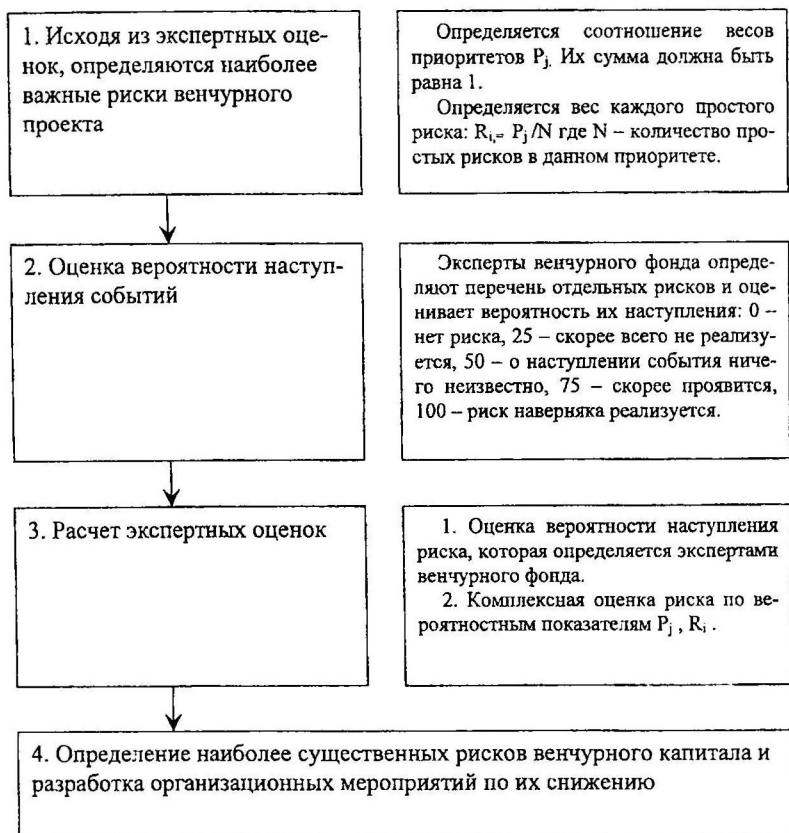 1. Исходя из экспертных оце-
нок, определяются наиболее
важные риски венчурного
проекта
Определяется соотношение весов
приоритетов Pj. Их сумма должна быть
равна 1.
Определяется вес каждого простого
риска: Ri,= Pj /N где N – количество про-
стых рисков в данном приоритете.
2. Оценка вероятности наступ-
ления событий
Эксперты венчурного фонда опреде-
ляют перечень отдельных рисков и оце-
нивает вероятность их наступления: 0 –
нет риска, 25 – скорее всего не реализу-
ется, 50 – о наступлении события ниче-
го неизвестно, 75 – скорее проявится,
100 – риск наверняка реализуется.
3. Расчет экспертных оценок
1. Оценка вероятности наступления
риска, которая определяется экспертами
венчурного фонда.
2. Комплексная оценка риска по ве-
роятностным показателям Pj , Ri .
4. Определение наиболее существенных рисков венчурного капитала и
разработка организационных мероприятий по их снижению